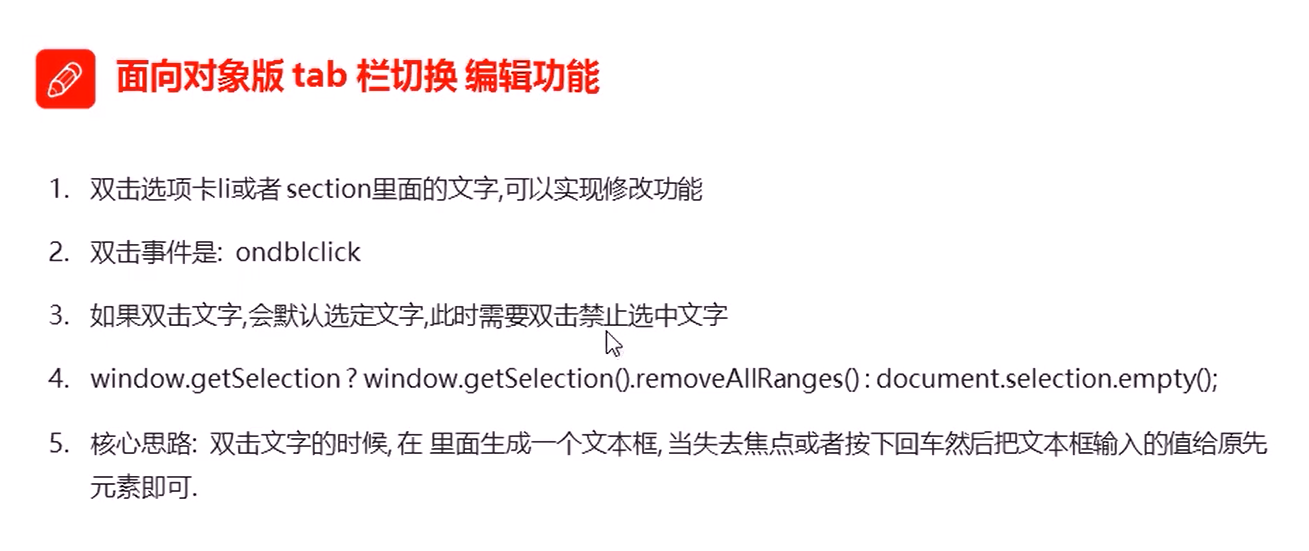 面向对象版 tab 栏切换 编辑功能
1. 双击选项卡li或者 section里面的文字,可以实现修改功能
2. 双击事件是: ondblclick
3. 如果双击文字,会默认选定文字,此时需要双击禁止选中文字
4. window.getSelection ? window.getSelection().removeAllRanges() : document.selection.empty();
5. 核心思路: 双击文字的时候, 在 里面生成一个文本框, 当失去焦点或者按下回车然后把文本框输入的值给原先
元素即可.